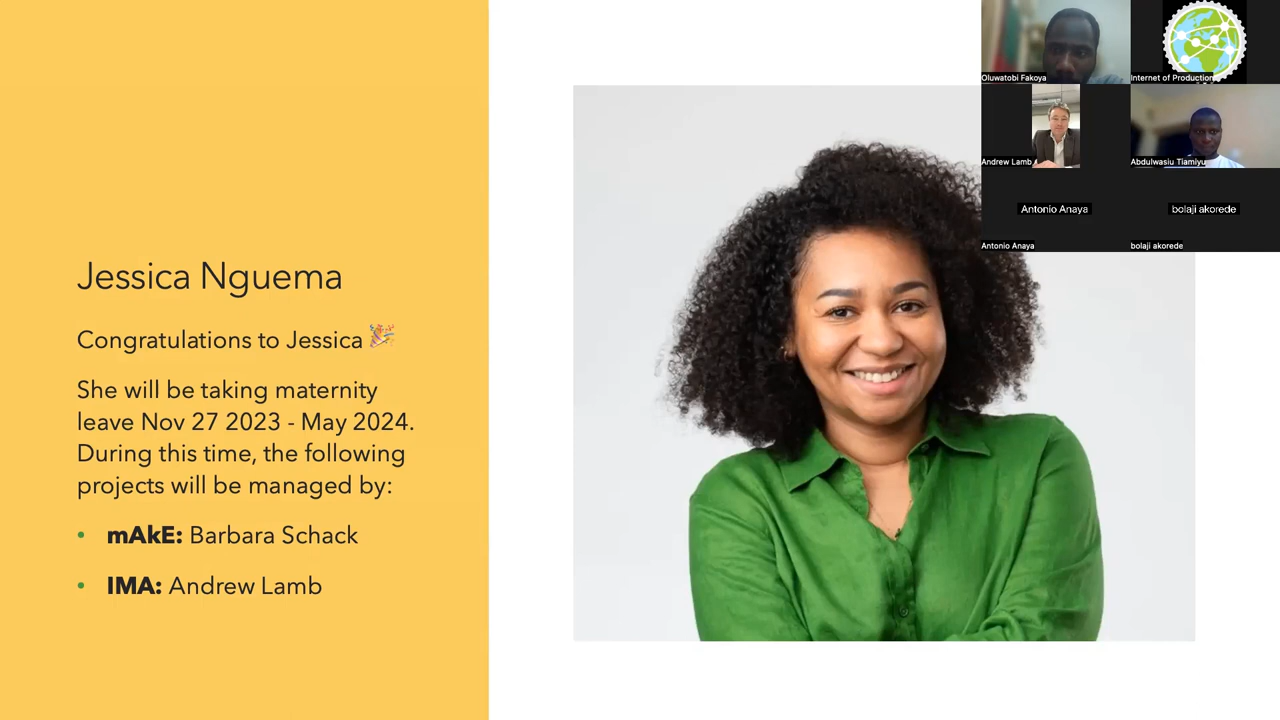 Jessica Nguema
Congratulations to Jessica 🎉
She will be taking maternity
leave Nov 27 2023 - May 2024.
During this time, the following
projects will be managed by:
• mAkE: Barbara Schack
• IMA: Andrew Lamb
Oluwatobi Fakoya
Internet of Production
Andrew Lamb
Abdulwasiu Tiamiyu
Antonio Anaya
bolaji akorede
Antonio Anaya
bolaji akorede